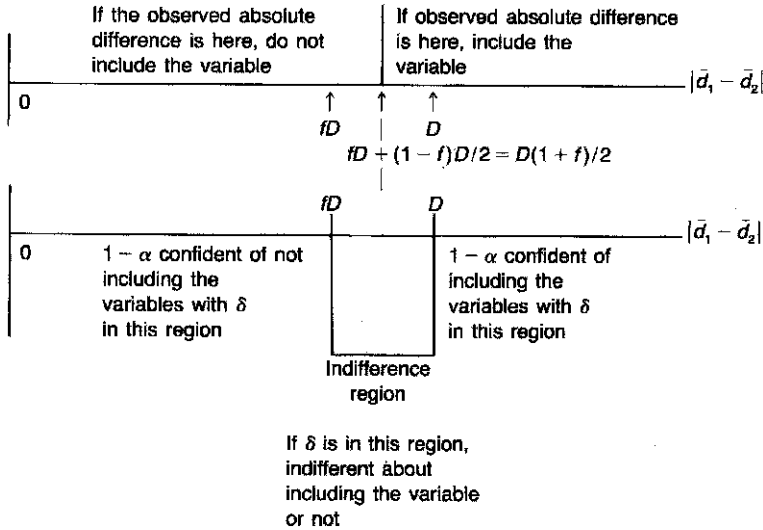 If the observed absolute
difference is here, do not
include the variable
If observed absolute difference
is here, include the
variable
|d̄₁ − d̄₂|
0
↑ ↑ ↑
fD D
fD + (1 − f)D/2 = D(1 + f)/2
fD D
|d̄₁ − d̄₂|
0
1 − α confident of not
including the
variables with δ
in this region
1 − α confident of
including the
variables with δ
in this region
Indifference
region
If δ is in this region,
indifferent about
including the variable
or not